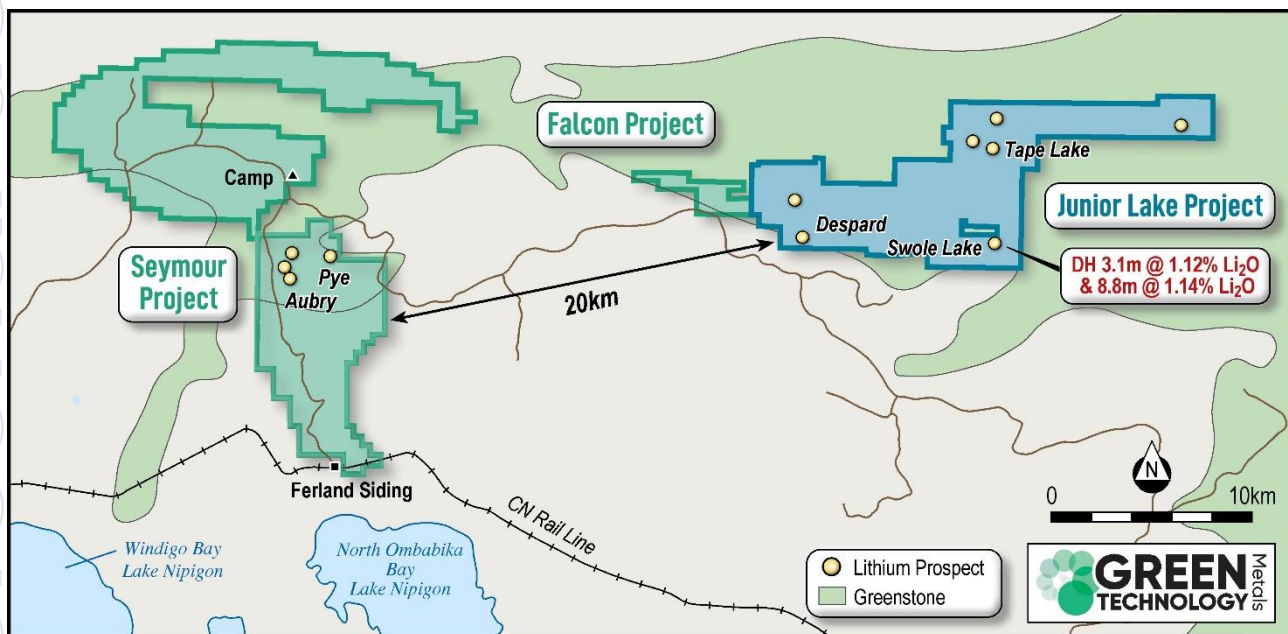 Falcon Project
Tape Lake
Camp
Junior Lake Project
Despard
Swole Lake
Seymour
Project
Pye
Aubry
DH 3.1m @ 1.12% Li₂O
& 8.8m @ 1.14% Li₂O
20km
N
Ferland Siding
0 10km
CN Rail Line
Windigo Bay
Lake Nipigon
North Ombabika
Bay
Lake Nipigon
Lithium Prospect
Greenstone
GREEN
TECHNOLOGY
Metals